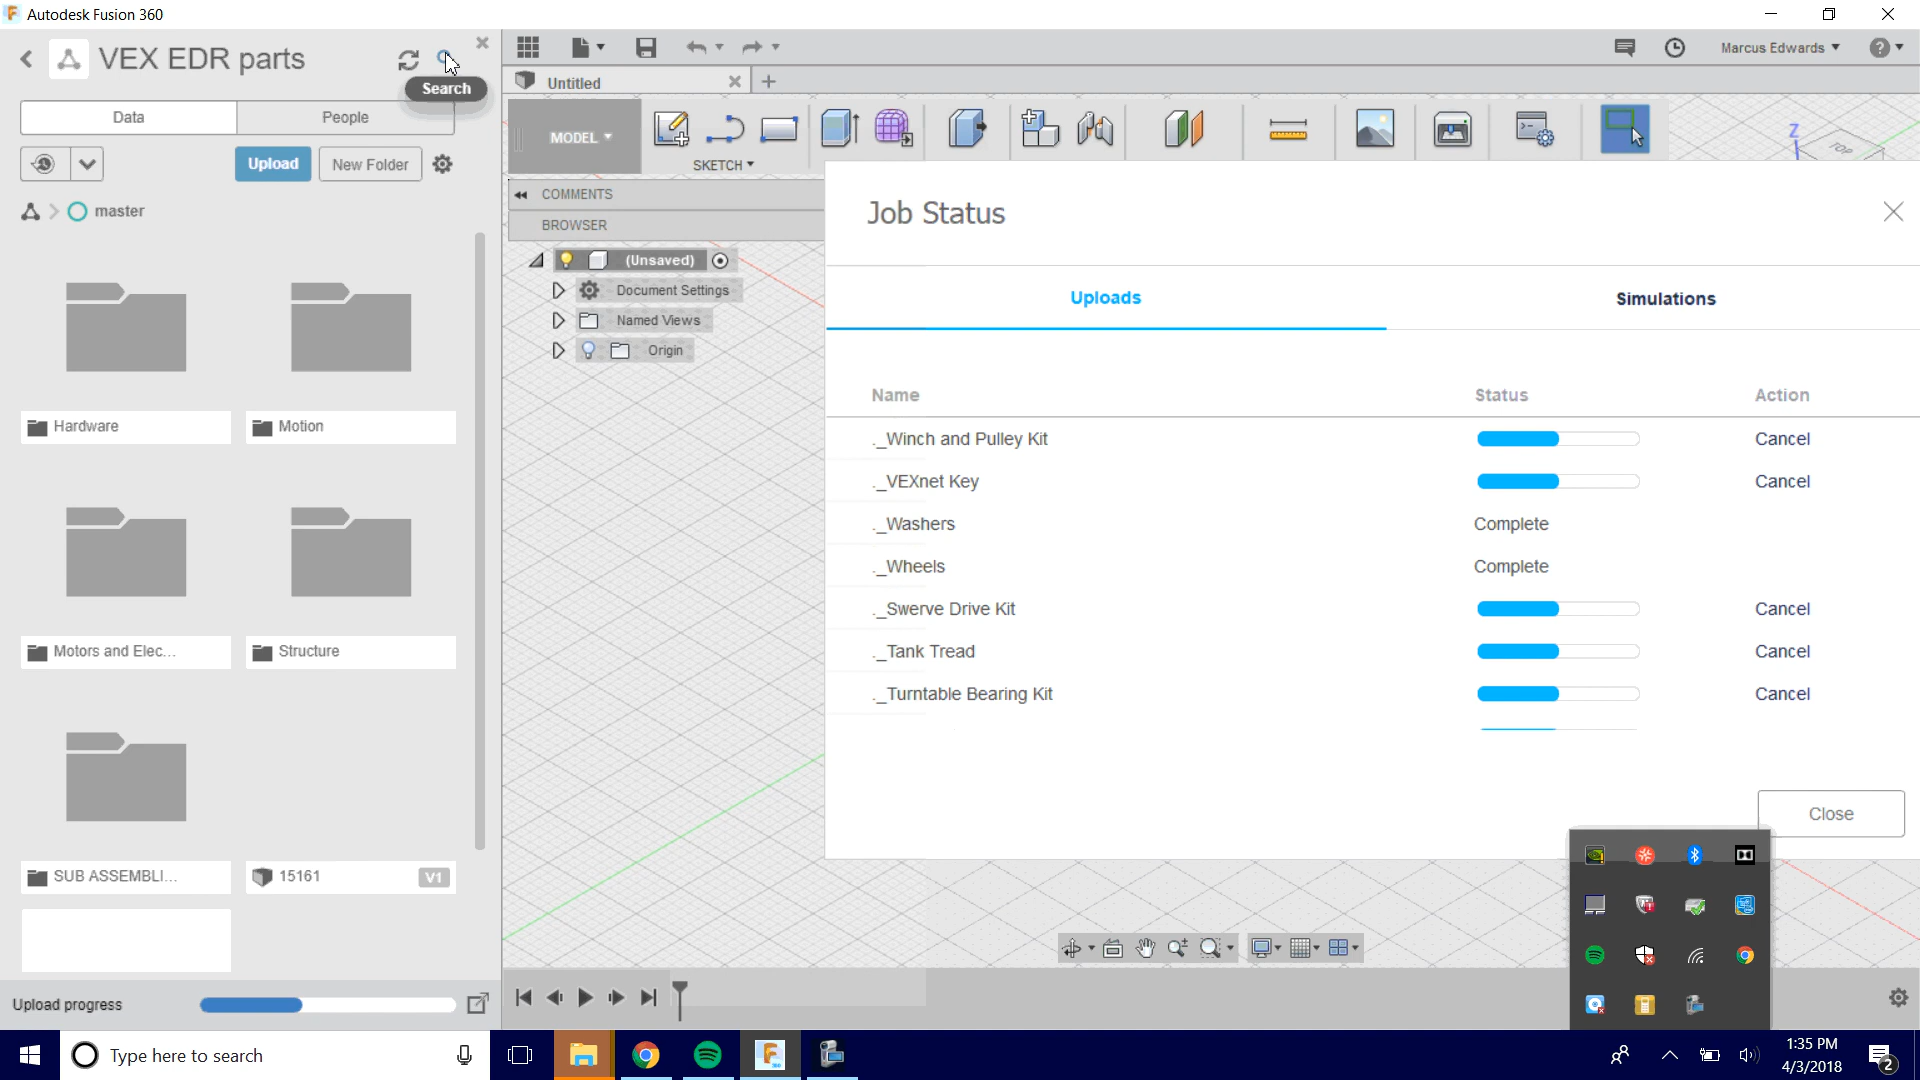 Autodesk Fusion 360
VEX EDR parts
Search
Data
People
Upload
New Folder
master
Hardware
Motion
Motors and Elec...
Structure
SUB ASSEMBLI...
15161
V1
Upload progress
Marcus Edwards
Untitled
MODEL
SKETCH
Z
TOP
COMMENTS
BROWSER
(Unsaved)
Document Settings
Named Views
Origin
Job Status
Uploads
Simulations
Name Status Action
._Winch and Pulley Kit Cancel
._VEXnet Key Cancel
._Washers Complete
._Wheels Complete
._Swerve Drive Kit Cancel
._Tank Tread Cancel
._Turntable Bearing Kit Cancel
Close
Type here to search
1:35 PM
4/3/2018
2